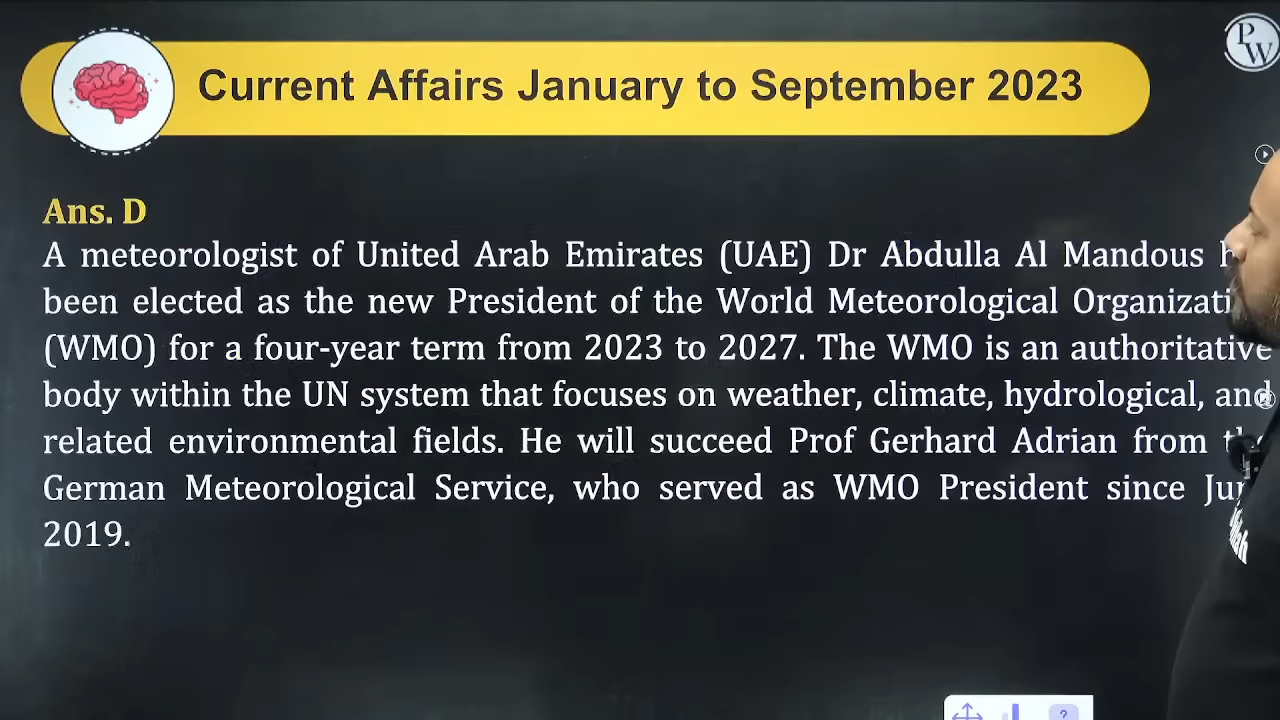 PW
Current Affairs January to September 2023
Ans. D
A meteorologist of United Arab Emirates (UAE) Dr Abdulla Al Mandous
been elected as the new President of the World Meteorological
(WMO) for a four-year term from 2023 to 2027. The WMO is an authoritative
body within the UN system that focuses on weather, climate, hydrological, and
related environmental fields. He will succeed Prof Gerhard Adrian from
German Meteorological Service, who served as WMO President since
2019.
?